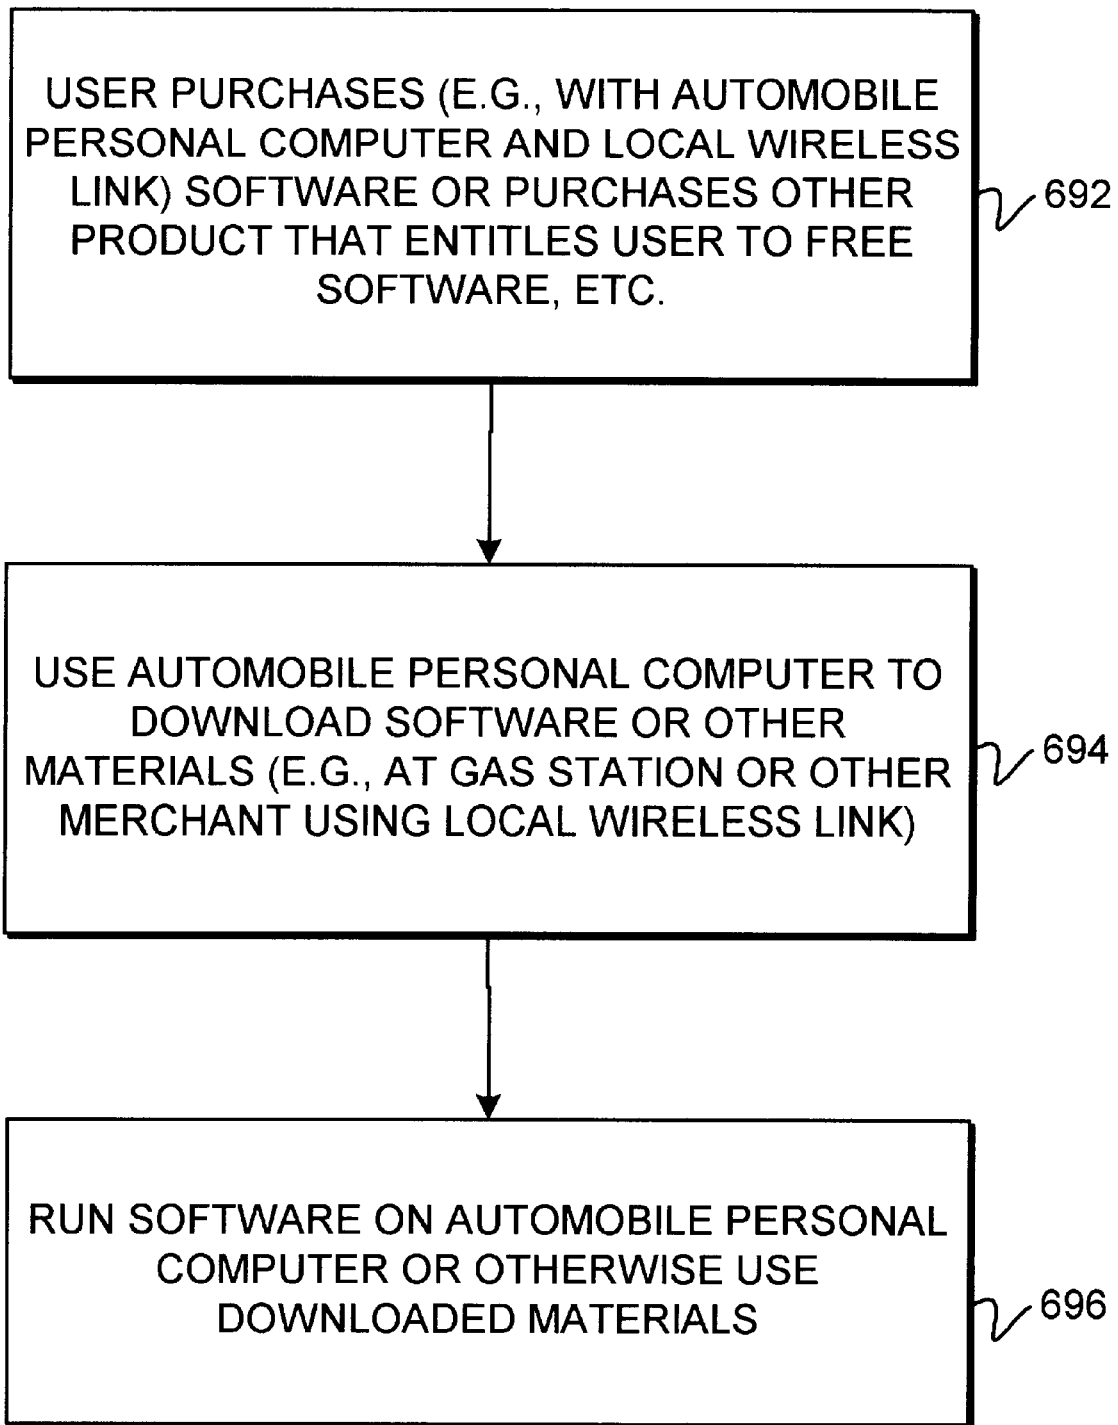 USER PURCHASES (E.G., WITH AUTOMOBILE
PERSONAL COMPUTER AND LOCAL WIRELESS
LINK) SOFTWARE OR PURCHASES OTHER
PRODUCT THAT ENTITLES USER TO FREE
SOFTWARE, ETC.
692
USE AUTOMOBILE PERSONAL COMPUTER TO
DOWNLOAD SOFTWARE OR OTHER
MATERIALS (E.G., AT GAS STATION OR OTHER
MERCHANT USING LOCAL WIRELESS LINK)
694
RUN SOFTWARE ON AUTOMOBILE PERSONAL
COMPUTER OR OTHERWISE USE
DOWNLOADED MATERIALS
696